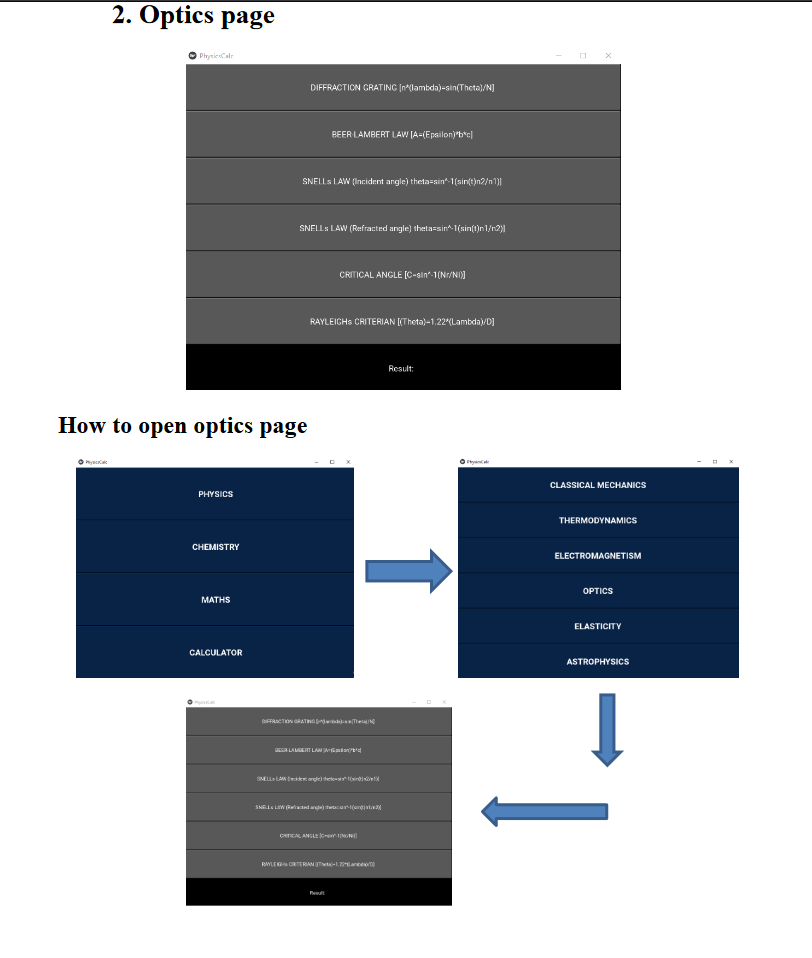 2. Optics page
PhysicsCalc
DIFFRACTION GRATING [n*(lambda)=sin(Theta)/N]
BEER-LAMBERT LAW [A=(Epsilon)*b*c]
SNELLs LAW (Incident angle) theta=sin^-1(sin(t)n2/n1)]
SNELLs LAW (Refracted angle) theta=sin^-1(sin(t)n1/n2)]
CRITICAL ANGLE [C=sin^-1(Nr/Ni)]
RAYLEIGHs CRITERIAN [(Theta)=1.22*(Lambda)/D]
Result:
How to open optics page
PhysicsCalc
PHYSICS
CHEMISTRY
MATHS
CALCULATOR
PhysicsCalc
CLASSICAL MECHANICS
THERMODYNAMICS
ELECTROMAGNETISM
OPTICS
ELASTICITY
ASTROPHYSICS
PhysicsCalc
DIFFRACTION GRATING [n*(lambda)=sin(Theta)/N]
BEER-LAMBERT LAW [A=(Epsilon)*b*c]
SNELLs LAW (Incident angle) theta=sin^-1(sin(t)n2/n1)]
SNELLs LAW (Refracted angle) theta=sin^-1(sin(t)n1/n2)]
CRITICAL ANGLE [C=sin^-1(Nr/Ni)]
RAYLEIGHs CRITERIAN [(Theta)=1.22*(Lambda)/D]
Result: